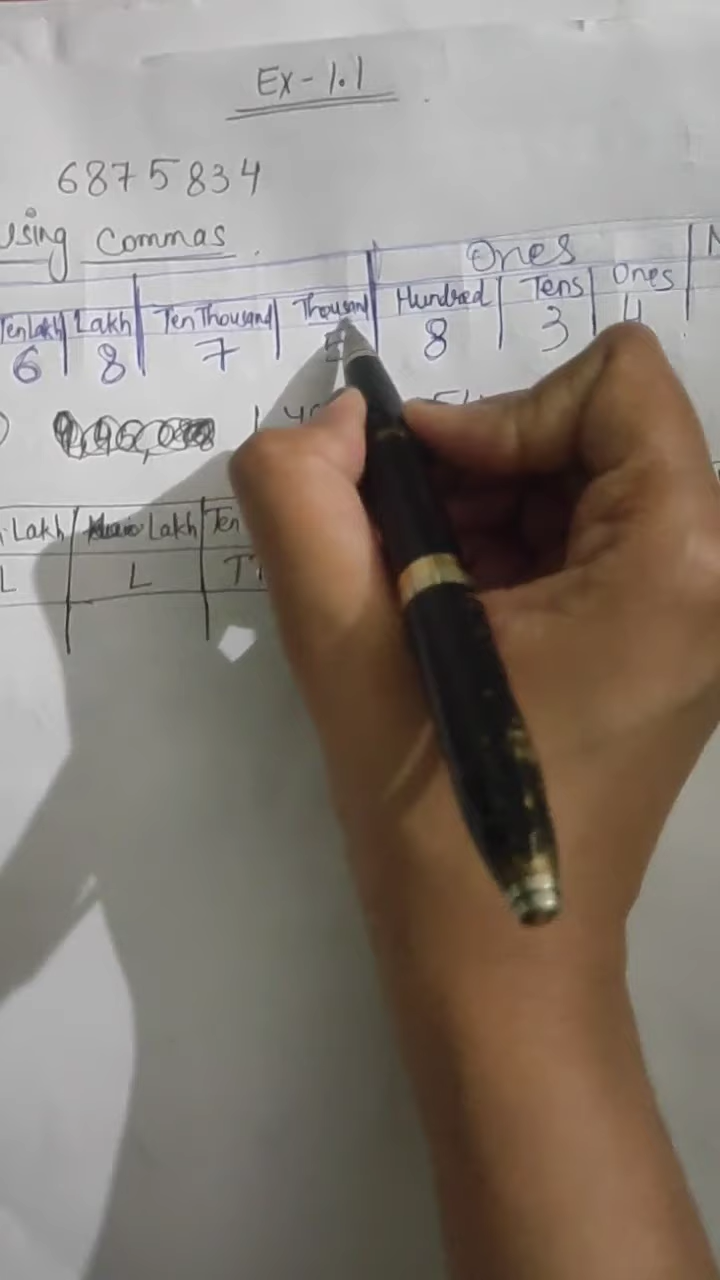 Ex - 1.1
6875834
using Commas.
Ones
Ten Lakh Lakh Ten Thousand Thousand Hundred Tens Ones
6 8 7 5 8 3 4
Lakh Lakh Ten
L L T